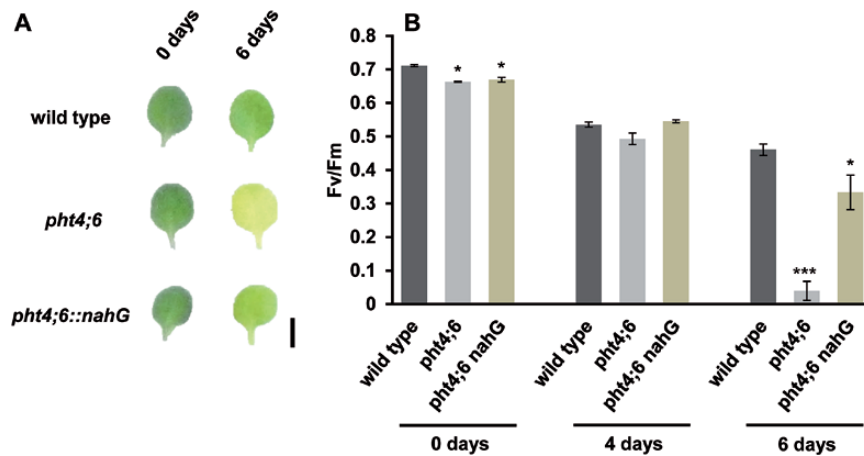 A
0 days
6 days
wild type
pht4;6
pht4;6::nahG
B
Fv/Fm
0.8
0.7
0.6
0.5
0.4
0.3
0.2
0.1
0
*
*
***
*
wild type
pht4;6
pht4;6 nahG
wild type
pht4;6
pht4;6 nahG
wild type
pht4;6
pht4;6 nahG
0 days
4 days
6 days